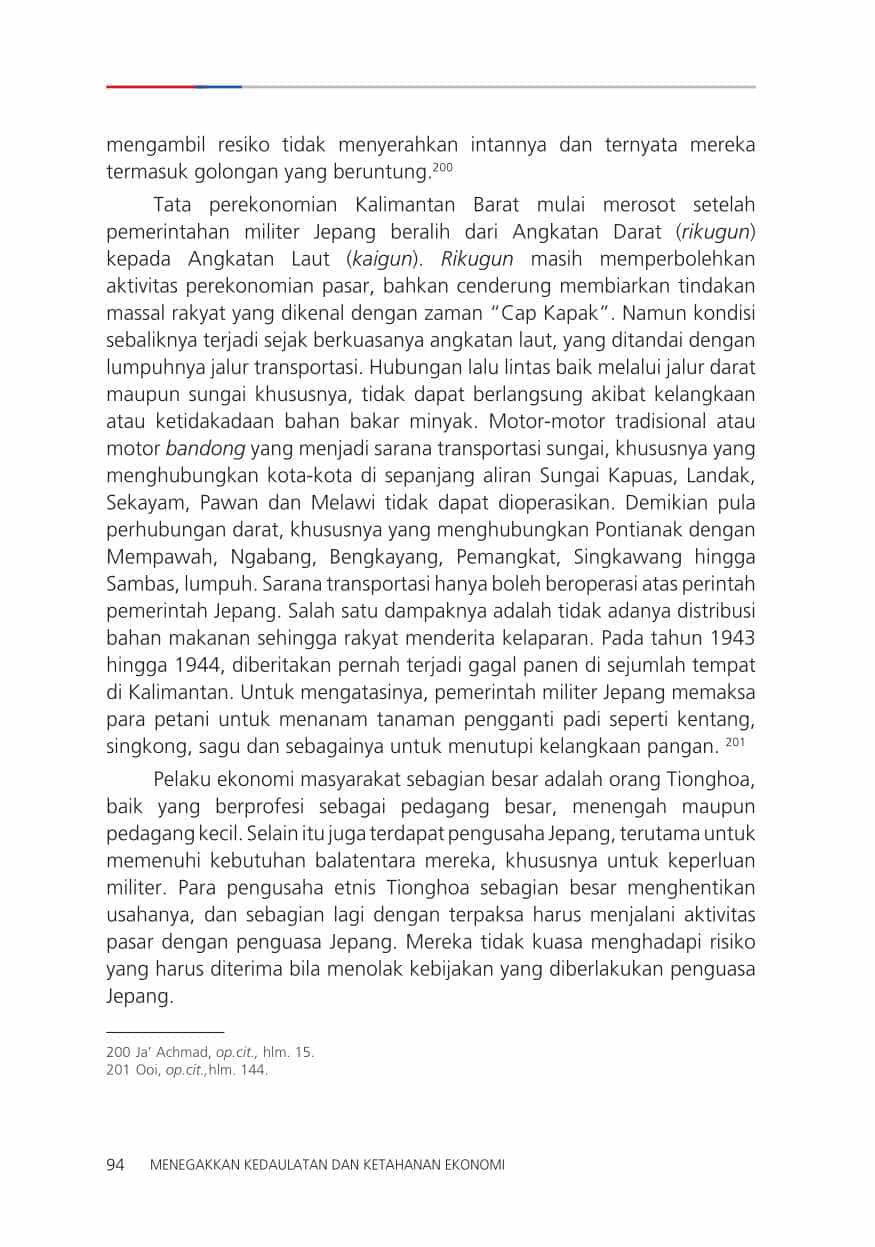 mengambil resiko tidak menyerahkan intannya dan ternyata mereka
termasuk golongan yang beruntung.200
Tata perekonomian Kalimantan Barat mulai merosot setelah
pemerintahan militer Jepang beralih dari Angkatan Darat (rikugun)
kepada Angkatan Laut (kaigun). Rikugun masih memperbolehkan
aktivitas perekonomian pasar, bahkan cenderung membiarkan tindakan
massal rakyat yang dikenal dengan zaman “Cap Kapak”. Namun kondisi
sebaliknya terjadi sejak berkuasanya angkatan laut, yang ditandai dengan
lumpuhnya jalur transportasi. Hubungan lalu lintas baik melalui jalur darat
maupun sungai khususnya, tidak dapat berlangsung akibat kelangkaan
atau ketidakadaan bahan bakar minyak. Motor-motor tradisional atau
motor bandong yang menjadi sarana transportasi sungai, khususnya yang
menghubungkan kota-kota di sepanjang aliran Sungai Kapuas, Landak,
Sekayam, Pawan dan Melawi tidak dapat dioperasikan. Demikian pula
perhubungan darat, khususnya yang menghubungkan Pontianak dengan
Mempawah, Ngabang, Bengkayang, Pemangkat, Singkawang hingga
Sambas, lumpuh. Sarana transportasi hanya boleh beroperasi atas perintah
pemerintah Jepang. Salah satu dampaknya adalah tidak adanya distribusi
bahan makanan sehingga rakyat menderita kelaparan. Pada tahun 1943
hingga 1944, diberitakan pernah terjadi gagal panen di sejumlah tempat
di Kalimantan. Untuk mengatasinya, pemerintah militer Jepang memaksa
para petani untuk menanam tanaman pengganti padi seperti kentang,
singkong, sagu dan sebagainya untuk menutupi kelangkaan pangan. 201
Pelaku ekonomi masyarakat sebagian besar adalah orang Tionghoa,
baik yang berprofesi sebagai pedagang besar, menengah maupun
pedagang kecil. Selain itu juga terdapat pengusaha Jepang, terutama untuk
memenuhi kebutuhan balatentara mereka, khususnya untuk keperluan
militer. Para pengusaha etnis Tionghoa sebagian besar menghentikan
usahanya, dan sebagian lagi dengan terpaksa harus menjalani aktivitas
pasar dengan penguasa Jepang. Mereka tidak kuasa menghadapi risiko
yang harus diterima bila menolak kebijakan yang diberlakukan penguasa
Jepang.
200 Ja’ Achmad, op.cit., hlm. 15.
201 Ooi, op.cit.,hlm. 144.
94 MENEGAKKAN KEDAULATAN DAN KETAHANAN EKONOMI